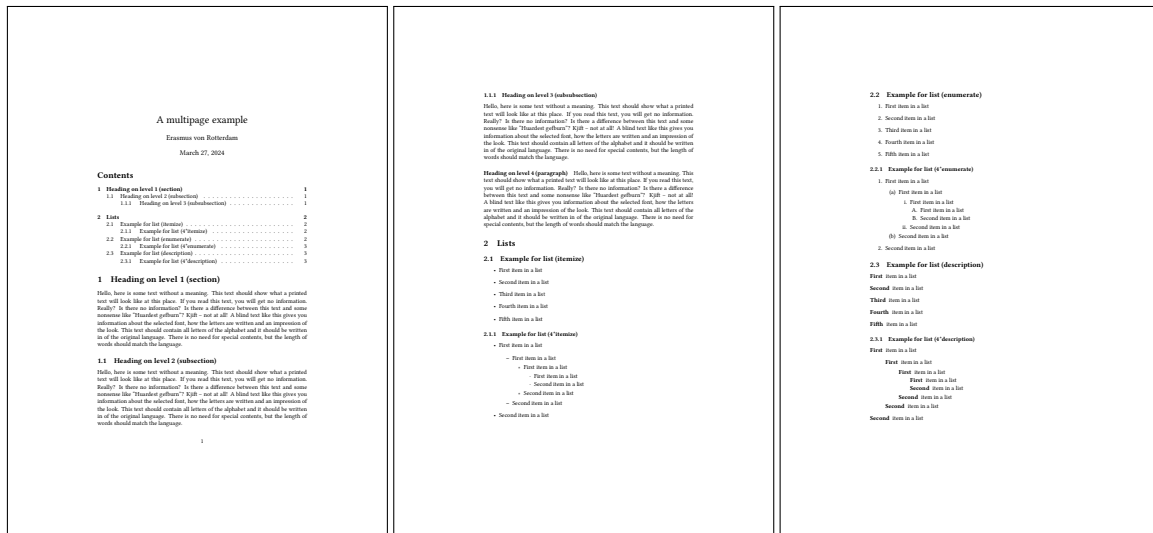 A multipage example
Erasmus von Rotterdam
March 27, 2024
Contents
1 Heading on level 1 (section) 1
1.1 Heading on level 2 (subsection) . . . . . . . . . . . . . . . . . . . . 1
1.1.1 Heading on level 3 (subsubsection) . . . . . . . . . . . . . 1
2 Lists 2
2.1 Example for list (itemize) . . . . . . . . . . . . . . . . . . . . . . . 2
2.1.1 Example for list (4*itemize) . . . . . . . . . . . . . . . . . 2
2.2 Example for list (enumerate) . . . . . . . . . . . . . . . . . . . . . 2
2.2.1 Example for list (4*enumerate) . . . . . . . . . . . . . . . 3
2.3 Example for list (description) . . . . . . . . . . . . . . . . . . . . . 3
2.3.1 Example for list (4*description) . . . . . . . . . . . . . . . 3
1 Heading on level 1 (section)
Hello, here is some text without a meaning. This text should show what a printed
text will look like at this place. If you read this text, you will get no information.
Really? Is there no information? Is there a difference between this text and some
nonsense like "Huardest gefburn"? Kjift – not at all! A blind text like this gives you
information about the selected font, how the letters are written and an impression of
the look. This text should contain all letters of the alphabet and it should be written
in of the original language. There is no need for special contents, but the length of
words should match the language.
1.1 Heading on level 2 (subsection)
Hello, here is some text without a meaning. This text should show what a printed
text will look like at this place. If you read this text, you will get no information.
Really? Is there no information? Is there a difference between this text and some
nonsense like "Huardest gefburn"? Kjift – not at all! A blind text like this gives you
information about the selected font, how the letters are written and an impression of
the look. This text should contain all letters of the alphabet and it should be written
in of the original language. There is no need for special contents, but the length of
words should match the language.
1
1.1.1 Heading on level 3 (subsubsection)
Hello, here is some text without a meaning. This text should show what a printed
text will look like at this place. If you read this text, you will get no information.
Really? Is there no information? Is there a difference between this text and some
nonsense like "Huardest gefburn"? Kjift – not at all! A blind text like this gives you
information about the selected font, how the letters are written and an impression of
the look. This text should contain all letters of the alphabet and it should be written
in of the original language. There is no need for special contents, but the length of
words should match the language.
Heading on level 4 (paragraph) Hello, here is some text without a meaning. This
text should show what a printed text will look like at this place. If you read this text,
you will get no information. Really? Is there no information? Is there a difference
between this text and some nonsense like "Huardest gefburn"? Kjift – not at all!
A blind text like this gives you information about the selected font, how the letters
are written and an impression of the look. This text should contain all letters of the
alphabet and it should be written in of the original language. There is no need for
special contents, but the length of words should match the language.
2 Lists
2.1 Example for list (itemize)
• First item in a list
• Second item in a list
• Third item in a list
• Fourth item in a list
• Fifth item in a list
2.1.1 Example for list (4*itemize)
• First item in a list
– First item in a list
* First item in a list
· First item in a list
· Second item in a list
* Second item in a list
– Second item in a list
• Second item in a list
2.2 Example for list (enumerate)
1. First item in a list
2. Second item in a list
3. Third item in a list
4. Fourth item in a list
5. Fifth item in a list
2.2.1 Example for list (4*enumerate)
1. First item in a list
(a) First item in a list
i. First item in a list
A. First item in a list
B. Second item in a list
ii. Second item in a list
(b) Second item in a list
2. Second item in a list
2.3 Example for list (description)
First item in a list
Second item in a list
Third item in a list
Fourth item in a list
Fifth item in a list
2.3.1 Example for list (4*description)
First item in a list
First item in a list
First item in a list
First item in a list
Second item in a list
Second item in a list
Second item in a list
Second item in a list